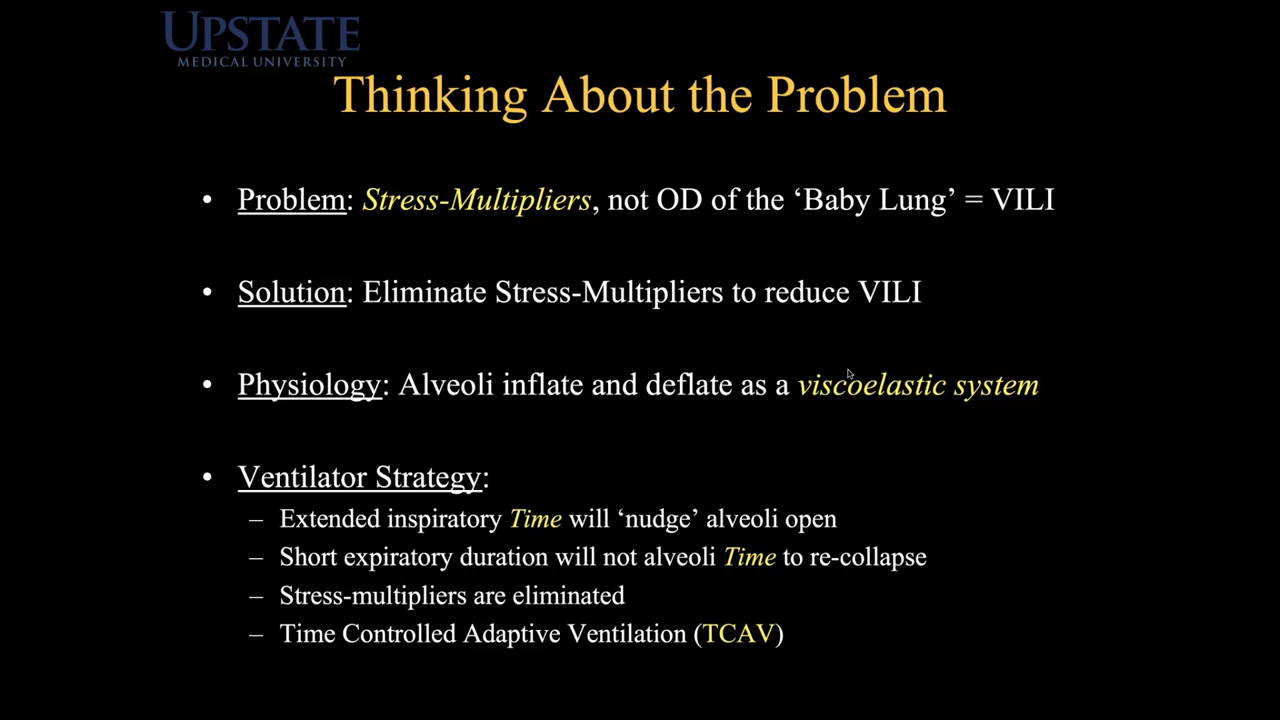 UPSTATE
MEDICAL UNIVERSITY
Thinking About the Problem
• Problem: Stress-Multipliers, not OD of the ‘Baby Lung’ = VILI
• Solution: Eliminate Stress-Multipliers to reduce VILI
• Physiology: Alveoli inflate and deflate as a viscoelastic system
• Ventilator Strategy:
– Extended inspiratory Time will ‘nudge’ alveoli open
– Short expiratory duration will not alveoli Time to re-collapse
– Stress-multipliers are eliminated
– Time Controlled Adaptive Ventilation (TCAV)